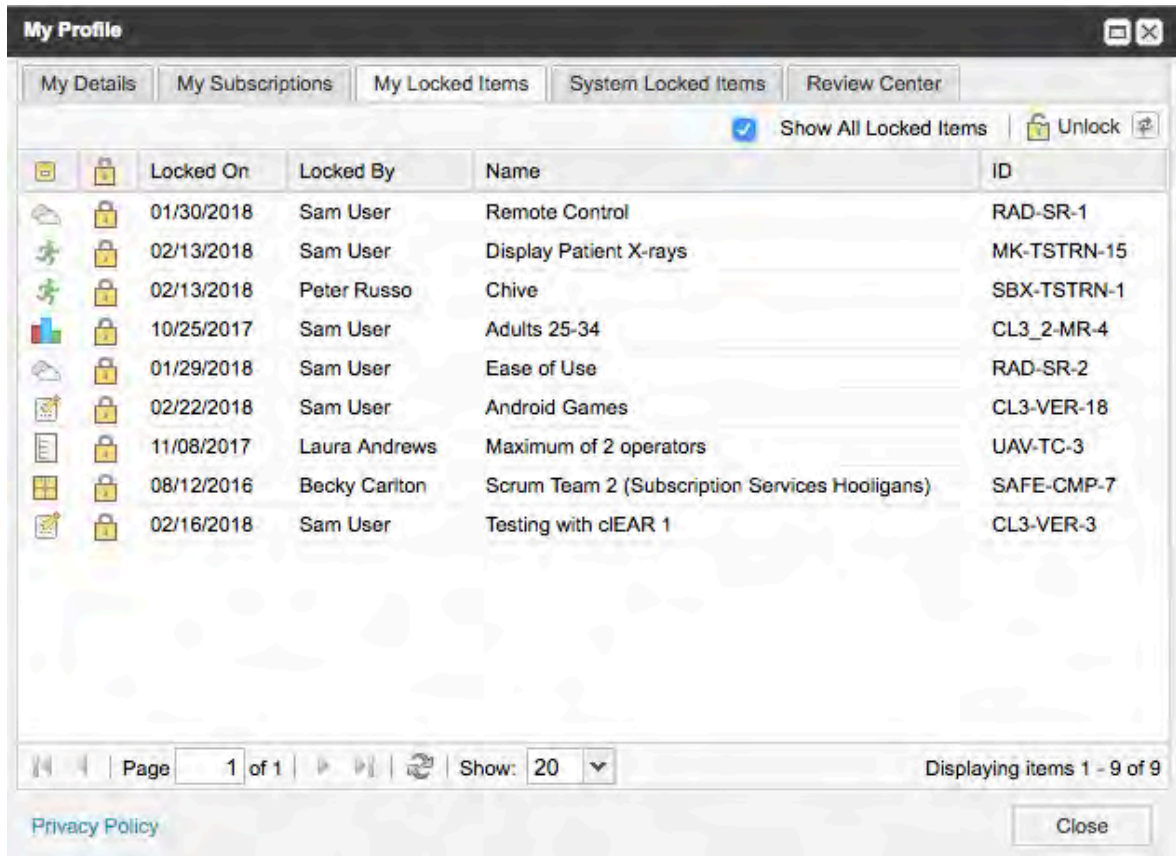 My Profile
My Details My Subscriptions My Locked Items System Locked Items Review Center
Show All Locked Items Unlock
Locked On Locked By Name ID
01/30/2018 Sam User Remote Control RAD-SR-1
02/13/2018 Sam User Display Patient X-rays MK-TSTRN-15
02/13/2018 Peter Russo Chive SBX-TSTRN-1
10/25/2017 Sam User Adults 25-34 CL3_2-MR-4
01/29/2018 Sam User Ease of Use RAD-SR-2
02/22/2018 Sam User Android Games CL3-VER-18
11/08/2017 Laura Andrews Maximum of 2 operators UAV-TC-3
08/12/2016 Becky Carlton Scrum Team 2 (Subscription Services Hooligans) SAFE-CMP-7
02/16/2018 Sam User Testing with clEAR 1 CL3-VER-3
Page 1 of 1 Show: 20 Displaying items 1 - 9 of 9
Privacy Policy Close